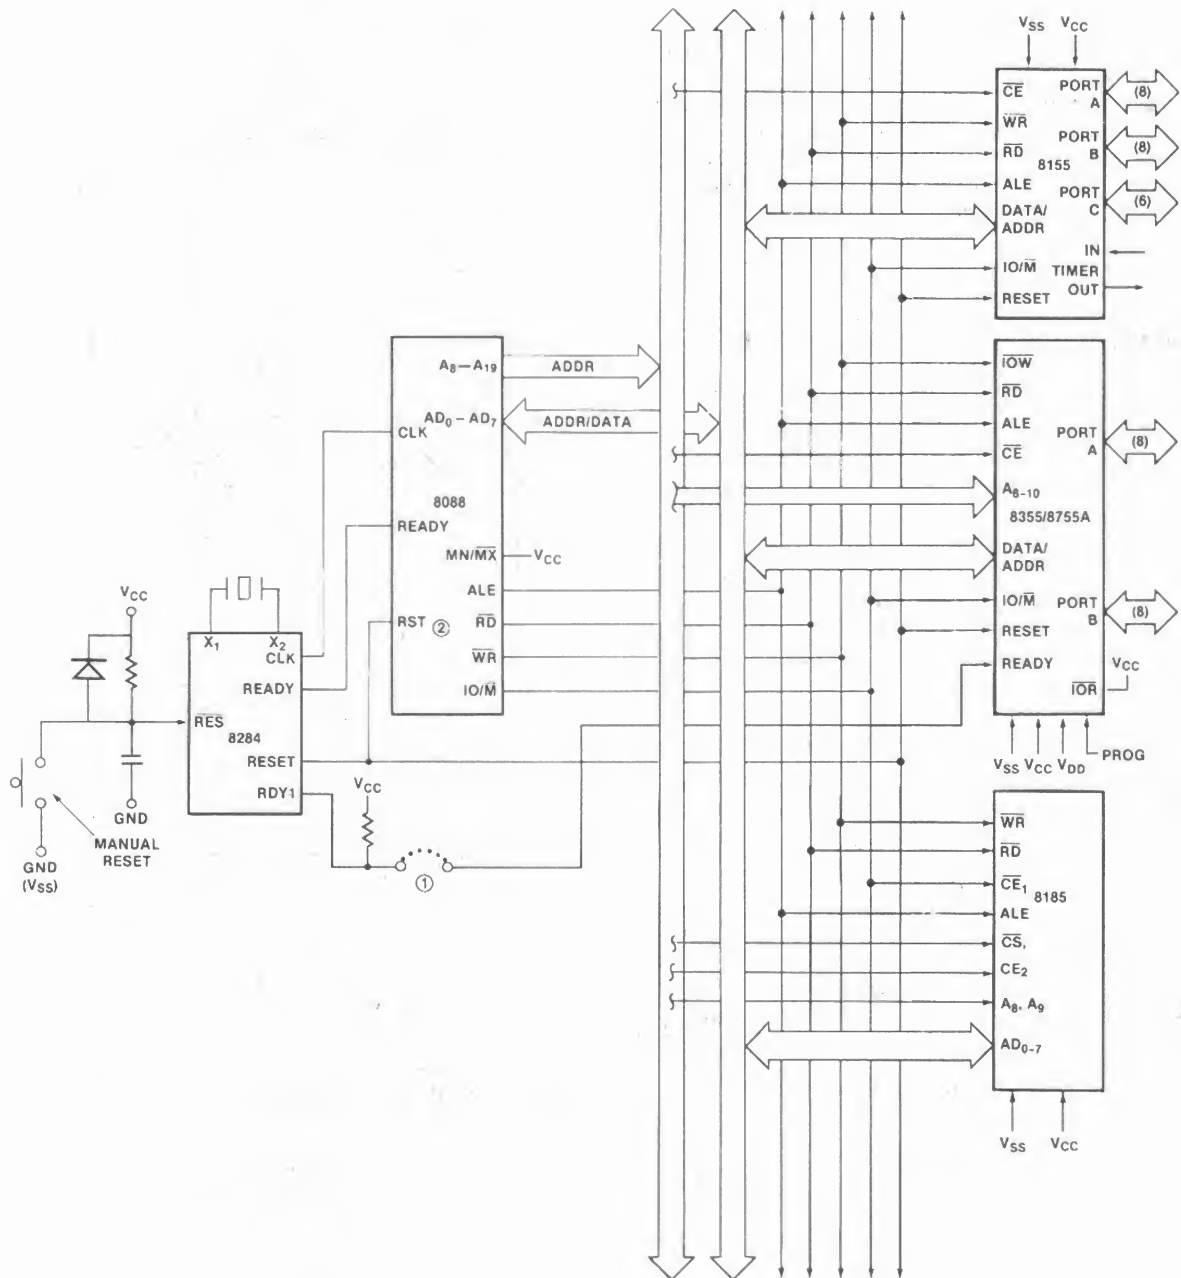 VSS VCC
CE
PORT A
(8)
WR
PORT B
(8)
RD
8155
ALE
PORT C
(6)
DATA/
ADDR
IN
IO/M
TIMER
OUT
RESET
A8—A19
ADDR
AD0 – AD7
ADDR/DATA
CLK
8088
READY
MN/MX
VCC
ALE
RST
②
RD
WR
IO/M
IOW
RD
ALE
PORT A
(8)
CE
A8-10
8355/8755A
DATA/
ADDR
IO/M
PORT B
(8)
RESET
READY
VCC
IOR
VSS VCC VDD
PROG
VCC
X1
X2
CLK
READY
RES
8284
RESET
RDY1
GND
MANUAL
RESET
GND
(VSS)
VCC
①
WR
RD
CE1
8185
ALE
CS,
CE2
A8, A9
AD0-7
VSS
VCC